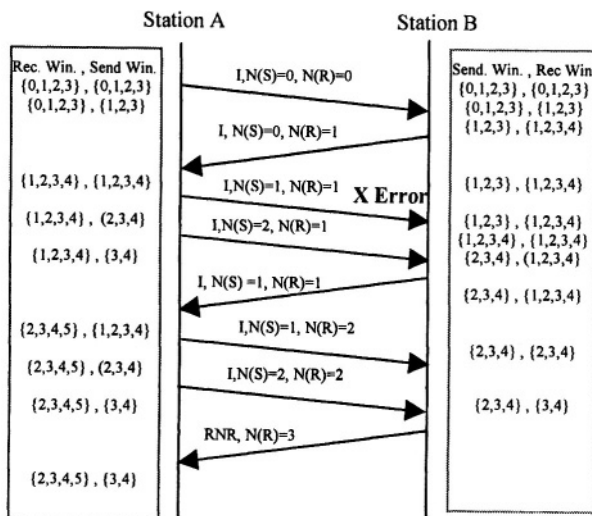 Station A
Station B
Rec. Win. , Send Win.
{0,1,2,3} , {0,1,2,3}
{0,1,2,3} , {1,2,3}
{1,2,3,4} , {1,2,3,4}
{1,2,3,4} , (2,3,4}
{1,2,3,4} , {3,4}
{2,3,4,5} , {1,2,3,4}
{2,3,4,5} , (2,3,4}
{2,3,4,5} , {3,4}
{2,3,4,5} , {3,4}
I,N(S)=0, N(R)=0
I, N(S)=0, N(R)=1
I,N(S)=1, N(R)=1
X Error
I,N(S)=2, N(R)=1
I, N(S) =1, N(R)=1
I,N(S)=1, N(R)=2
I,N(S)=2, N(R)=2
RNR, N(R)=3
Send. Win. , Rec Win
{0,1,2,3} , {0,1,2,3}
{0,1,2,3} , {1,2,3}
{1,2,3} , {1,2,3,4}
{1,2,3} , {1,2,3,4}
{1,2,3} , {1,2,3,4}
{1,2,3,4} , {1,2,3,4}
{2,3,4} , (1,2,3,4}
{2,3,4} , {1,2,3,4}
{2,3,4} , {2,3,4}
{2,3,4} , {3,4}